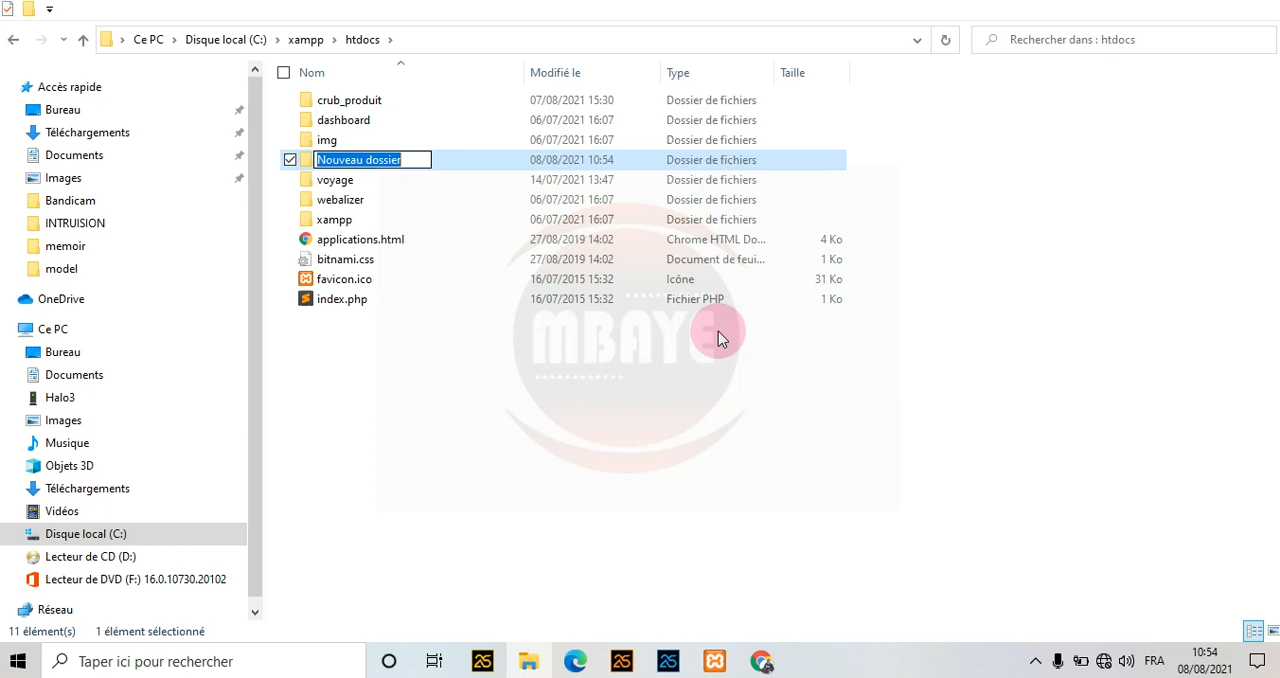 Ce PC > Disque local (C:) > xampp > htdocs >
Rechercher dans : htdocs
Accès rapide
Bureau
Téléchargements
Documents
Images
Bandicam
INTRUISION
memoir
model
OneDrive
Ce PC
Bureau
Documents
Halo3
Images
Musique
Objets 3D
Téléchargements
Vidéos
Disque local (C:)
Lecteur de CD (D:)
Lecteur de DVD (F:) 16.0.10730.20102
Réseau
Nom Modifié le Type Taille
crub_produit 07/08/2021 15:30 Dossier de fichiers
dashboard 06/07/2021 16:07 Dossier de fichiers
img 06/07/2021 16:07 Dossier de fichiers
Nouveau dossier 08/08/2021 10:54 Dossier de fichiers
voyage 14/07/2021 13:47 Dossier de fichiers
webalizer 06/07/2021 16:07 Dossier de fichiers
xampp 06/07/2021 16:07 Dossier de fichiers
applications.html 27/08/2019 14:02 Chrome HTML Do... 4 Ko
bitnami.css 27/08/2019 14:02 Document de feui... 1 Ko
favicon.ico 16/07/2015 15:32 Icône 31 Ko
index.php 16/07/2015 15:32 Fichier PHP 1 Ko
MBAYE
11 élément(s) 1 élément sélectionné
Taper ici pour rechercher
25
25
25
FRA
10:54
08/08/2021